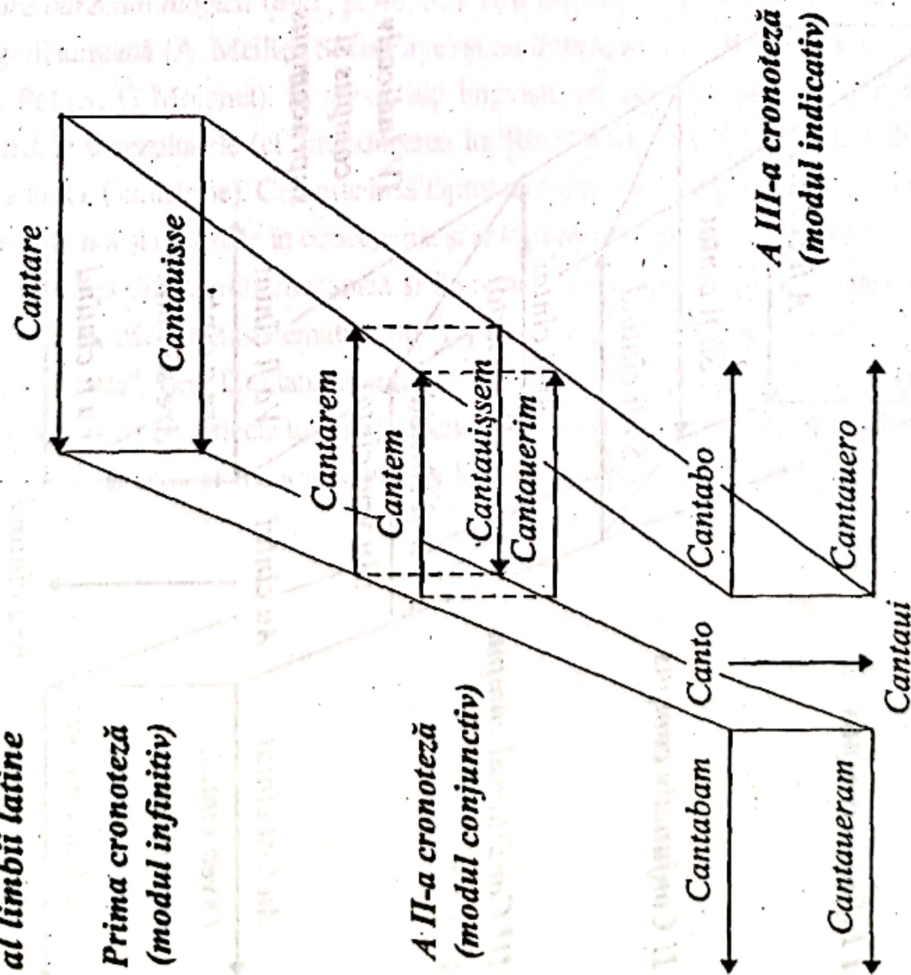 al limbii latine
Cantare
Prima cronoteză
(modul infinitiv)
Cantauisse
Cantarem
Cantem
A II-a cronoteză
(modul conjunctiv)
Cantauissem
Cantauerim
Cantabam
Canto
Cantabo
A III-a cronoteză
(modul indicativ)
Cantaueram
Cantauero
Cantaui